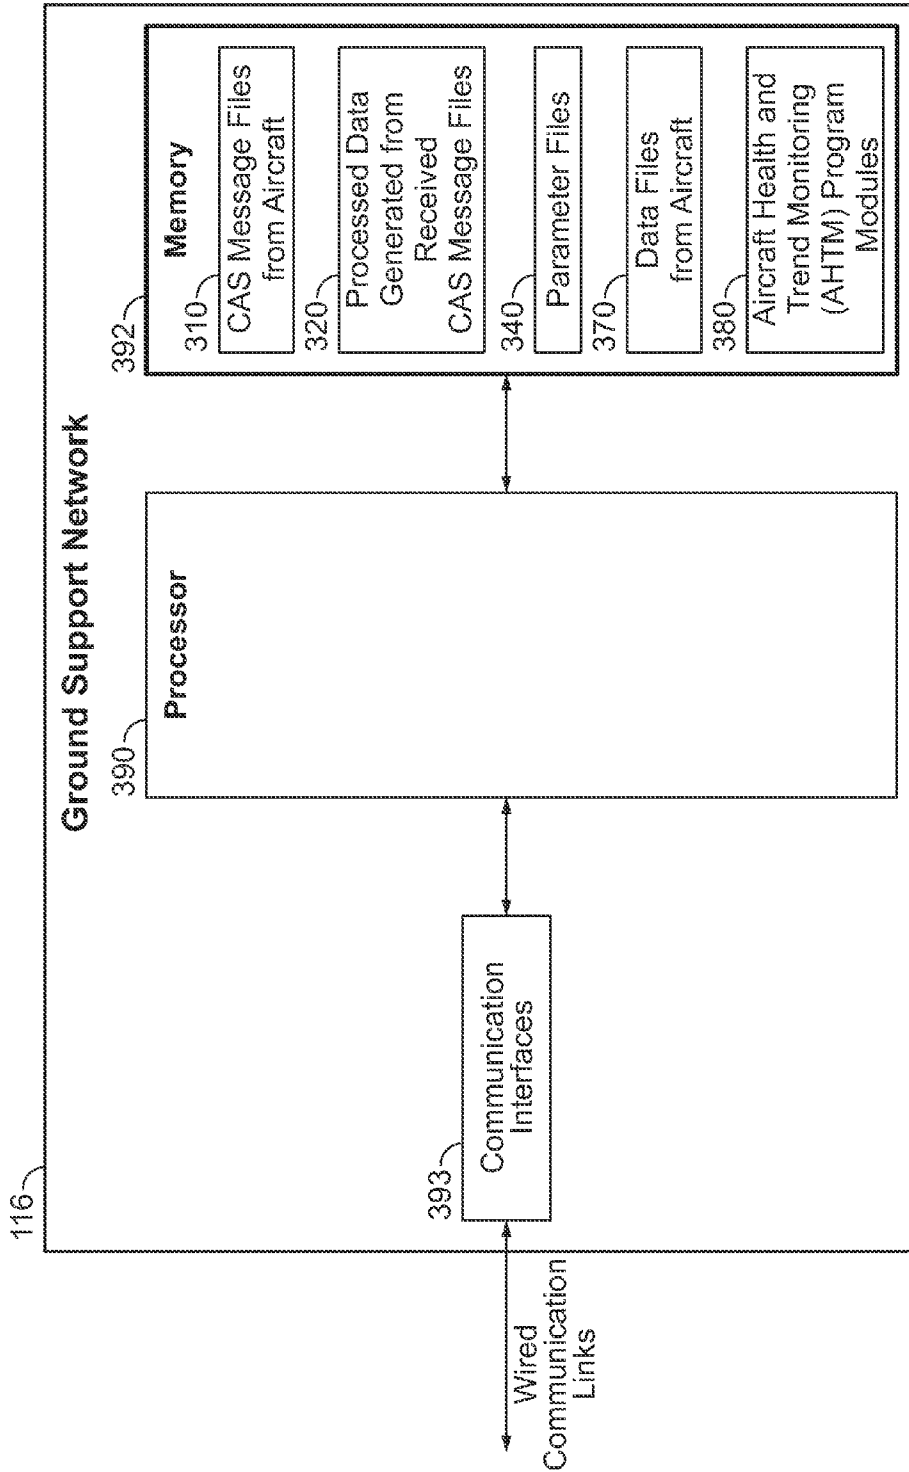 116
Ground Support Network
393
Communication
Interfaces
Wired
Communication
Links
390
Processor
392
Memory
310
CAS Message Files
from Aircraft
320
Processed Data
Generated from
Received
CAS Message Files
340
Parameter Files
370
Data Files
from Aircraft
380
Aircraft Health and
Trend Monitoring
(AHTM) Program
Modules